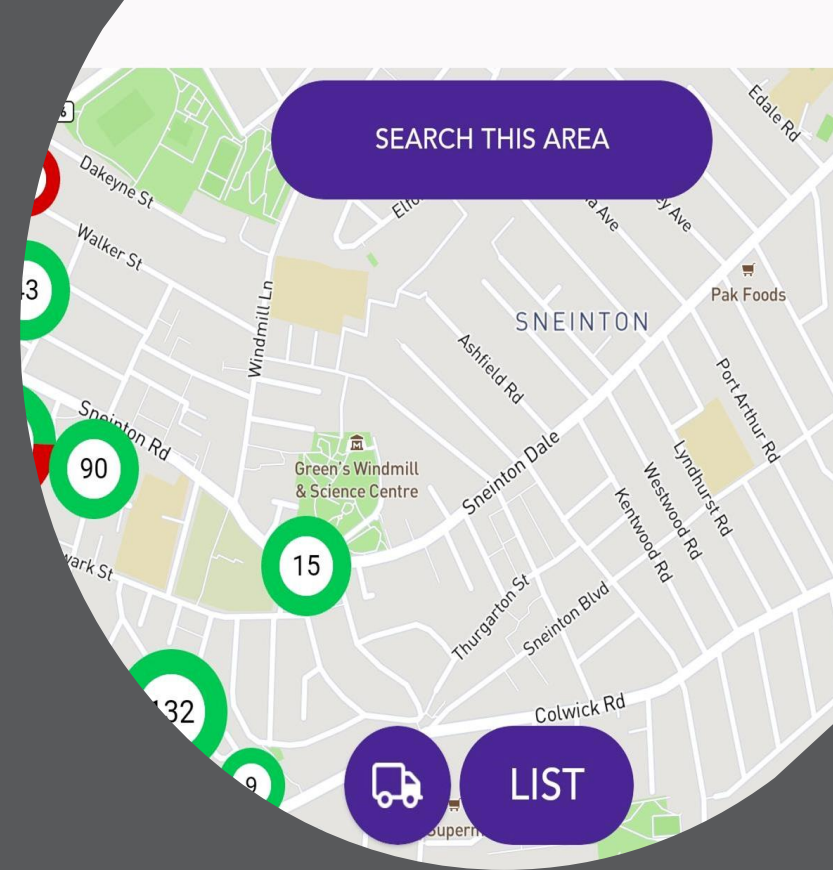 SEARCH THIS AREA
Edale Rd
Dakeyne St
Walker St
Windmill Ln
Pak Foods
SNEINTON
Ashfield Rd
Port Arthur Rd
Sneinton Rd
90
Green's Windmill
& Science Centre
Sneinton Dale
Lyndhurst Rd
Westwood Rd
Kentwood Rd
15
Thurgarton St
Sneinton Blvd
Colwick Rd
132
9
LIST